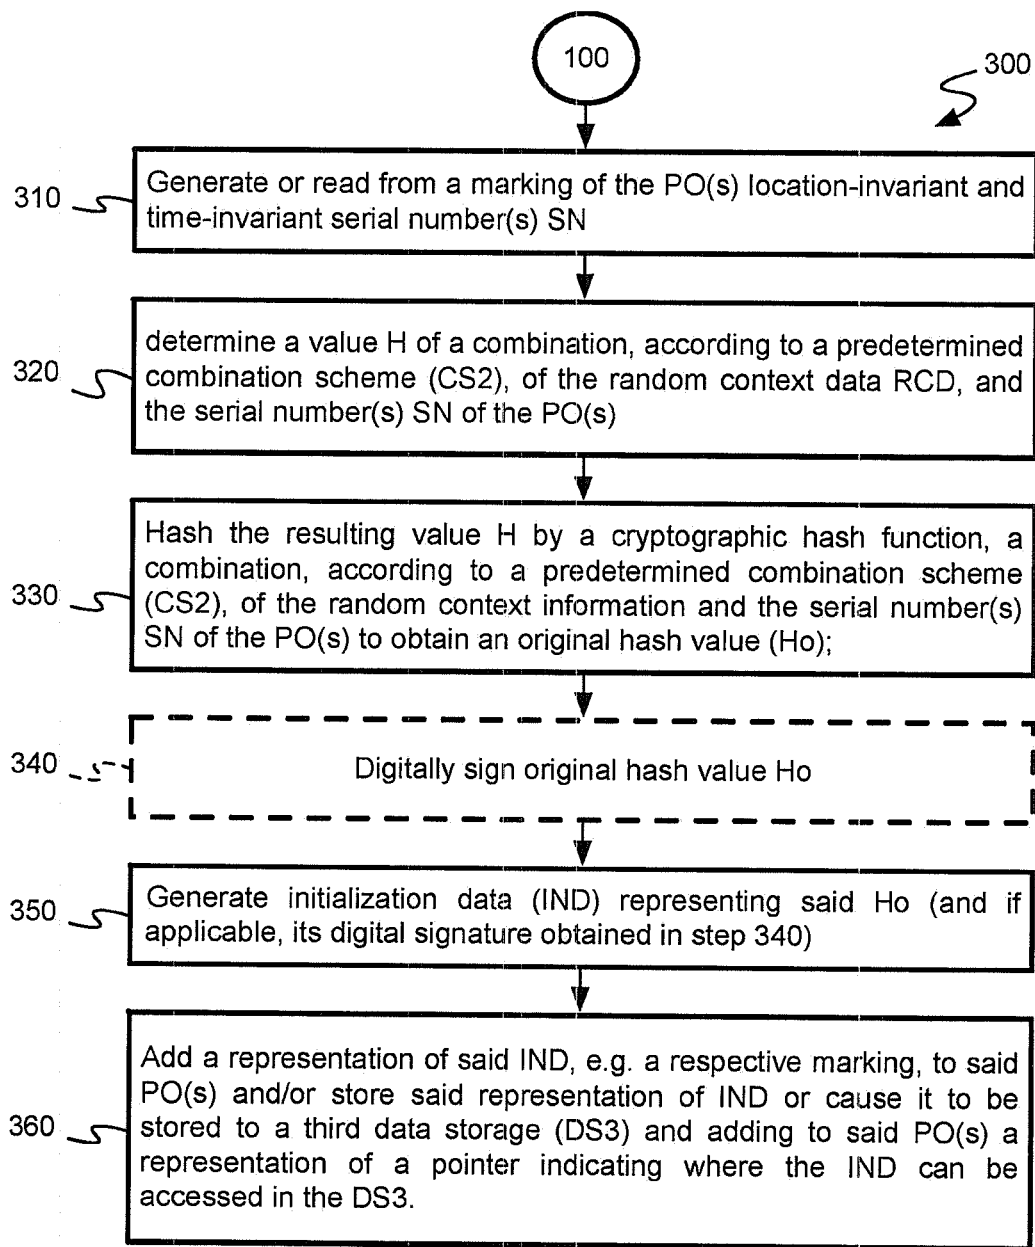 100
300
310
Generate or read from a marking of the PO(s) location-invariant and
time-invariant serial number(s) SN
320
determine a value H of a combination, according to a predetermined
combination scheme (CS2), of the random context data RCD, and
the serial number(s) SN of the PO(s)
330
Hash the resulting value H by a cryptographic hash function, a
combination, according to a predetermined combination scheme
(CS2), of the random context information and the serial number(s)
SN of the PO(s) to obtain an original hash value (Ho);
340
Digitally sign original hash value Ho
350
Generate initialization data (IND) representing said Ho (and if
applicable, its digital signature obtained in step 340)
360
Add a representation of said IND, e.g. a respective marking, to said
PO(s) and/or store said representation of IND or cause it to be
stored to a third data storage (DS3) and adding to said PO(s) a
representation of a pointer indicating where the IND can be
accessed in the DS3.